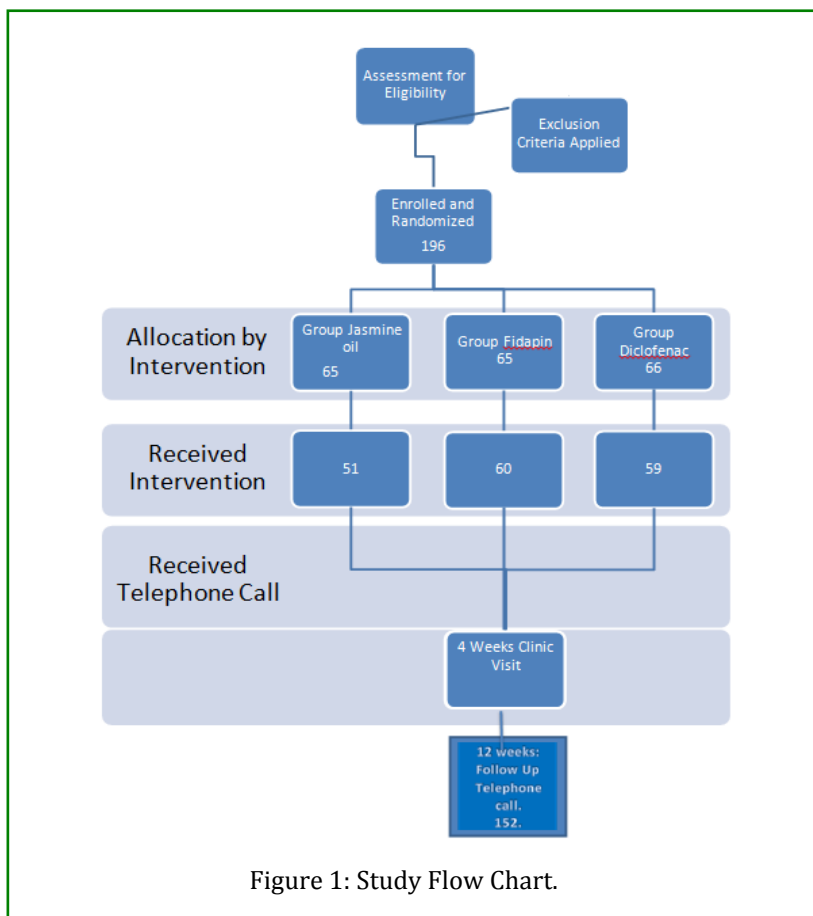 Assessment for
Eligibility
Exclusion
Criteria Applied
Enrolled and
Randomized
196
Allocation by
Intervention
Group Jasmine
oil
65
Group Fidapin
65
Group
Diclofenac
66
Received
Intervention
51
60
59
Received
Telephone Call
4 Weeks Clinic
Visit
12 weeks:
Follow Up
Telephone
call.
152.
Figure 1: Study Flow Chart.